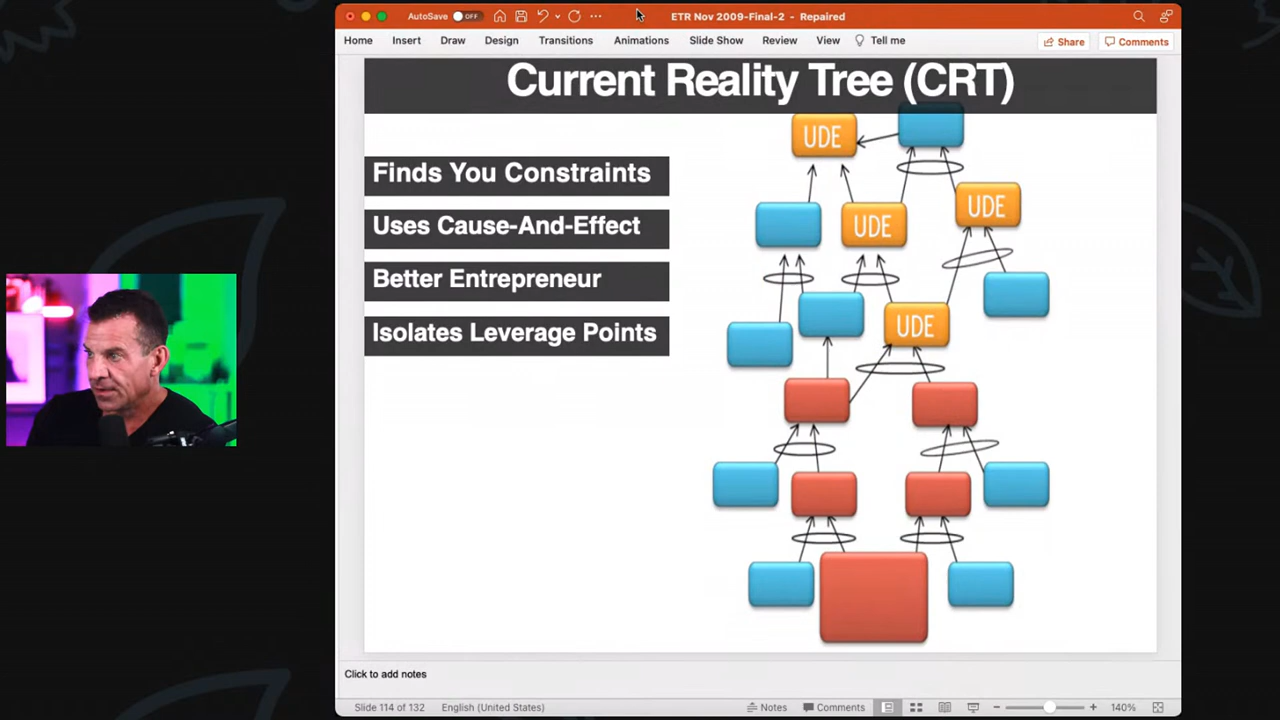 AutoSave OFF ETR Nov 2009-Final-2 - Repaired
Home Insert Draw Design Transitions Animations Slide Show Review View Tell me Share Comments
Current Reality Tree (CRT)
UDE
Finds You Constraints
UDE
Uses Cause-And-Effect
UDE
Better Entrepreneur
UDE
Isolates Leverage Points
Click to add notes
Slide 114 of 132 English (United States) Notes Comments 140%